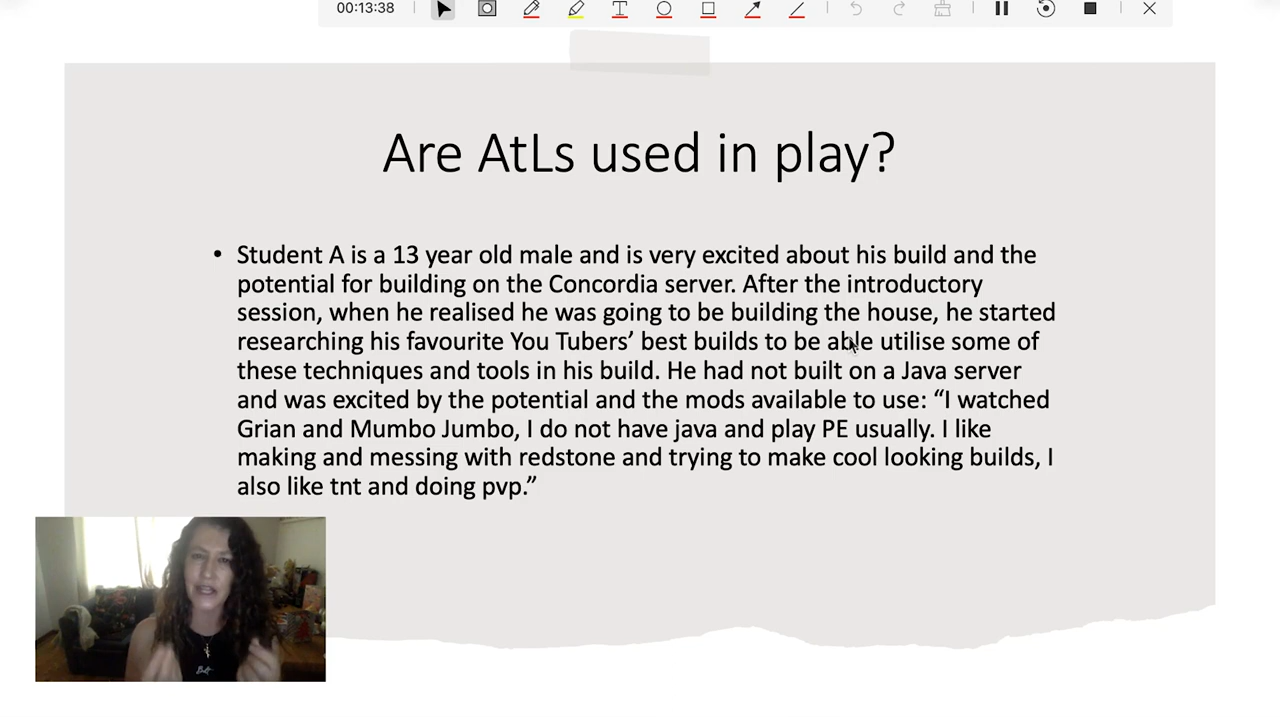 00:13:38
Are AtLs used in play?
• Student A is a 13 year old male and is very excited about his build and the
potential for building on the Concordia server. After the introductory
session, when he realised he was going to be building the house, he started
researching his favourite You Tubers’ best builds to be able utilise some of
these techniques and tools in his build. He had not built on a Java server
and was excited by the potential and the mods available to use: “I watched
Grian and Mumbo Jumbo, I do not have java and play PE usually. I like
making and messing with redstone and trying to make cool looking builds, I
also like tnt and doing pvp.”